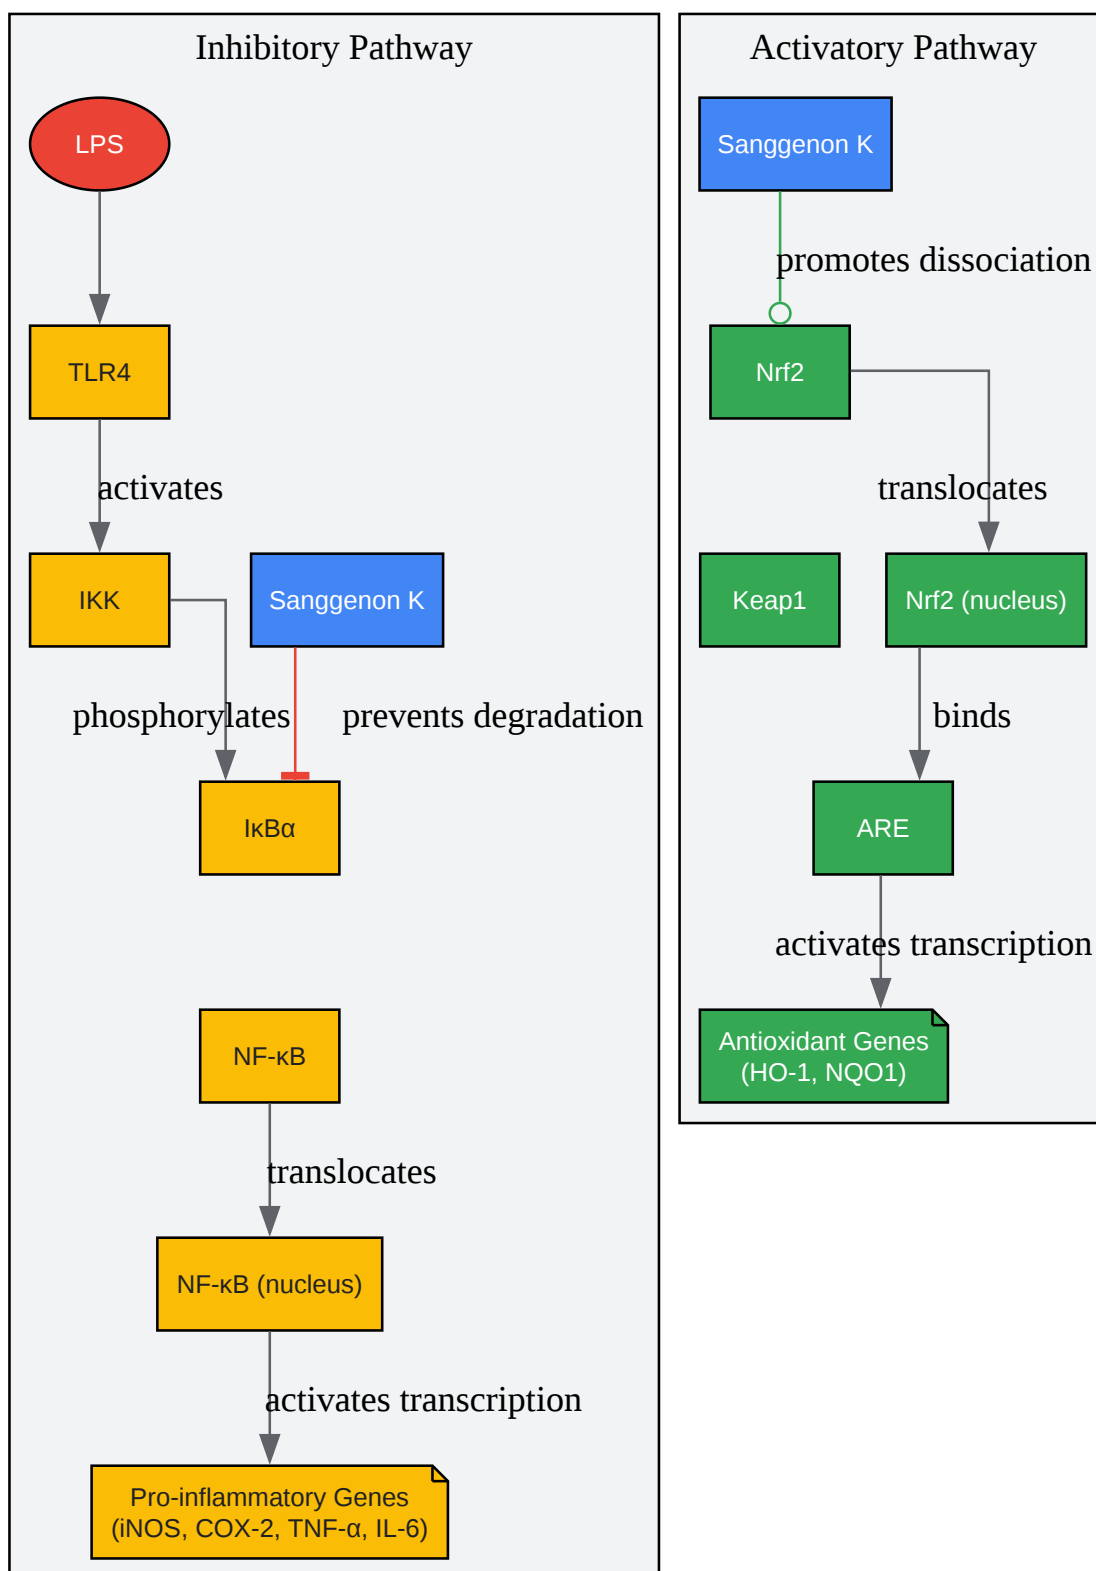 Inhibitory Pathway
LPS
TLR4
activates
IKK
Sanggenon K
phosphorylates
prevents degradation
IκBα
NF-κB
translocates
NF-κB (nucleus)
activates transcription
Pro-inflammatory Genes
(iNOS, COX-2, TNF-α, IL-6)
Activatory Pathway
Sanggenon K
promotes dissociation
Nrf2
translocates
Keap1
Nrf2 (nucleus)
binds
ARE
activates transcription
Antioxidant Genes
(HO-1, NQO1)